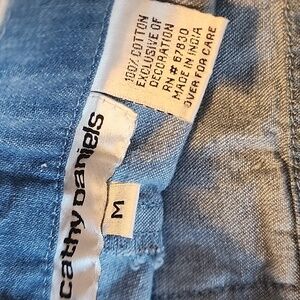 100% COTTON
EXCLUSIVE OF
DECORATION
RN # 67830
MADE IN INDIA
OVER FOR CARE
cathy Daniels
M